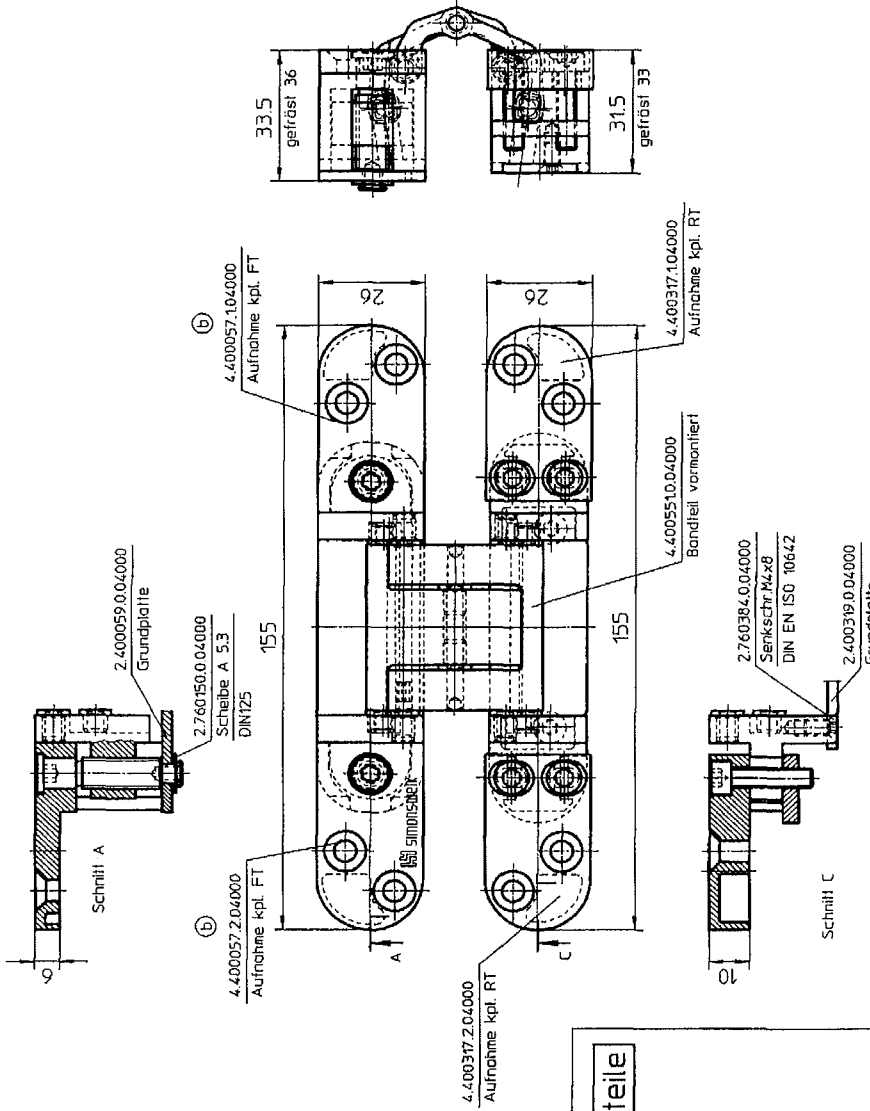 33.5
gefräst 36
31.5
gefräst 33
b
4.400057.1.04000
Aufnahme kpl. FT
26
26
4.400317.1.04000
Aufnahme kpl. RT
155
155
4.400551.0.04000
Bandteil vormontiert
2.400059.0.04000
Grundplatte
2.760150.0.04000
Scheibe A 5.3
DIN125
2.760384.0.04000
Senkschr. M4x8
DIN EN ISO 10642
2.400319.0.04000
Schnitt A
6
b
4.400057.2.04000
Aufnahme kpl. FT
SIMONSWERK
A
C
4.400317.2.04000
Aufnahme kpl. RT
10
Schnitt C
teile